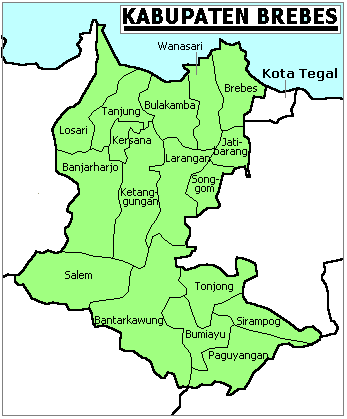 KABUPATEN BREBES
Wanasari
Kota Tegal
Brebes
Bulakamba
Tanjung
Losari
Kersana
Jati-
barang
Larangan
Banjarharjo
Song-
gom
Ketang-
gungan
Salem
Tonjong
Bantarkawung
Sirampog
Bumiayu
Paguyangan